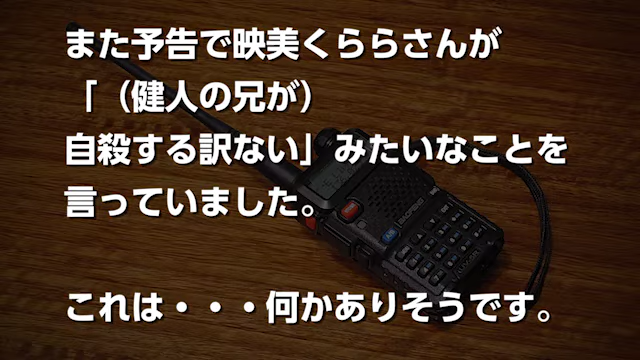 また予告で映美くららさんが
「（健人の兄が）
自殺する訳ない」みたいなことを
言っていました。
これは・・・何かありそうです。
BAOFENG